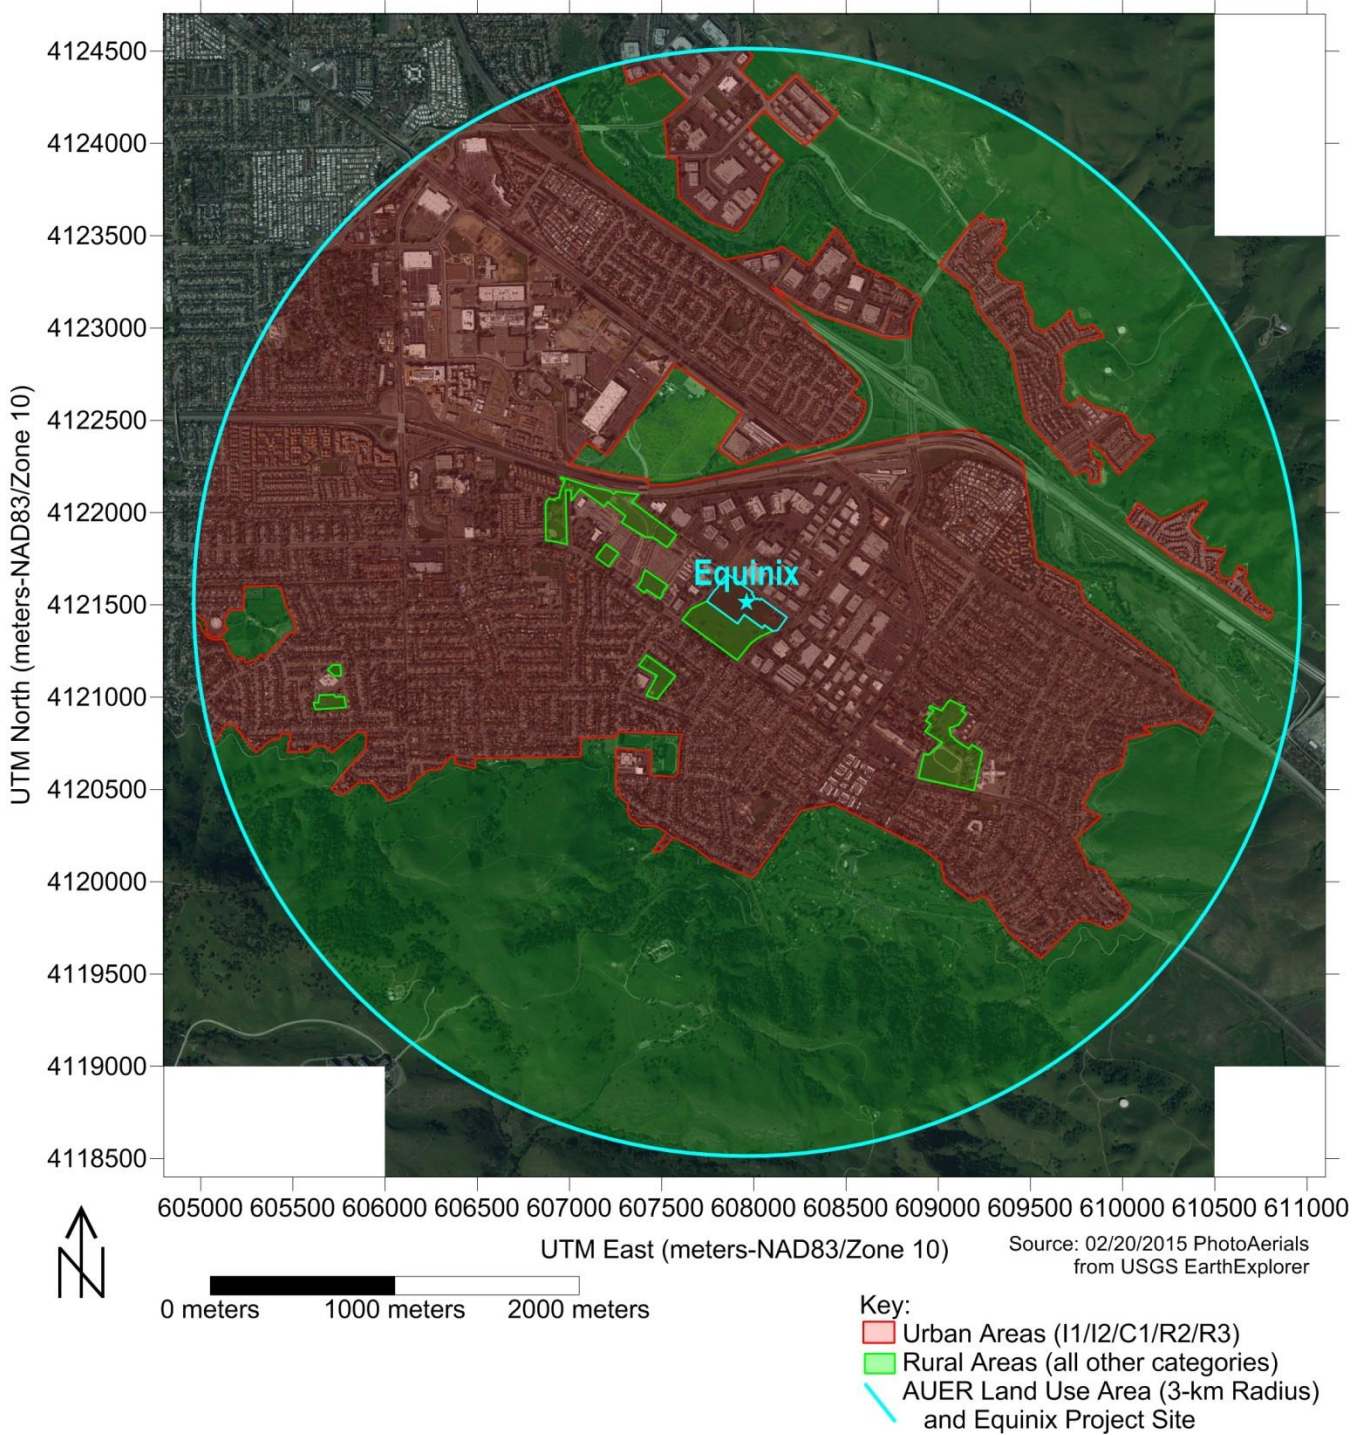 4124500
4124000
4123500
4123000
4122500
4122000
4121500
4121000
4120500
4120000
4119500
4119000
4118500
UTM North (meters-NAD83/Zone 10)
Equinix
605000 605500 606000 606500 607000 607500 608000 608500 609000 609500 610000 610500 611000
UTM East (meters-NAD83/Zone 10)
Source: 02/20/2015 PhotoAerials
from USGS EarthExplorer
N
0 meters 1000 meters 2000 meters
Key:
Urban Areas (I1/I2/C1/R2/R3)
Rural Areas (all other categories)
AUER Land Use Area (3-km Radius)
and Equinix Project Site